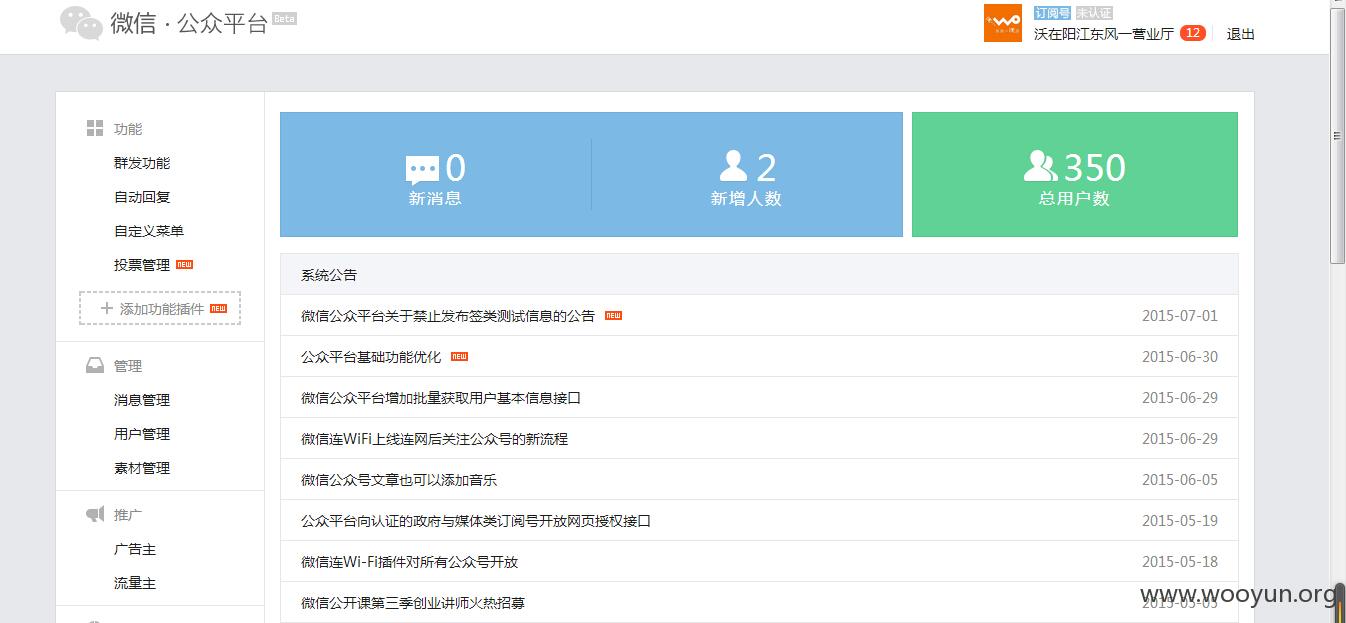 微信·公众平台 Beta
订阅号 未认证
沃在阳江东风一营业厅 12 退出
功能
群发功能
自动回复
自定义菜单
投票管理 NEW
+ 添加功能插件 NEW
管理
消息管理
用户管理
素材管理
推广
广告主
流量主
0
新消息
2
新增人数
350
总用户数
系统公告
微信公众平台关于禁止发布签类测试信息的公告 NEW 2015-07-01
公众平台基础功能优化 NEW 2015-06-30
微信公众平台增加批量获取用户基本信息接口 2015-06-29
微信连WiFi上线连网后关注公众号的新流程 2015-06-29
微信公众号文章也可以添加音乐 2015-06-05
公众平台向认证的政府与媒体类订阅号开放网页授权接口 2015-05-19
微信连Wi-Fi插件对所有公众号开放 2015-05-18
微信公开课第三季创业讲师火热招募 2015-05-05
www.wooyun.org